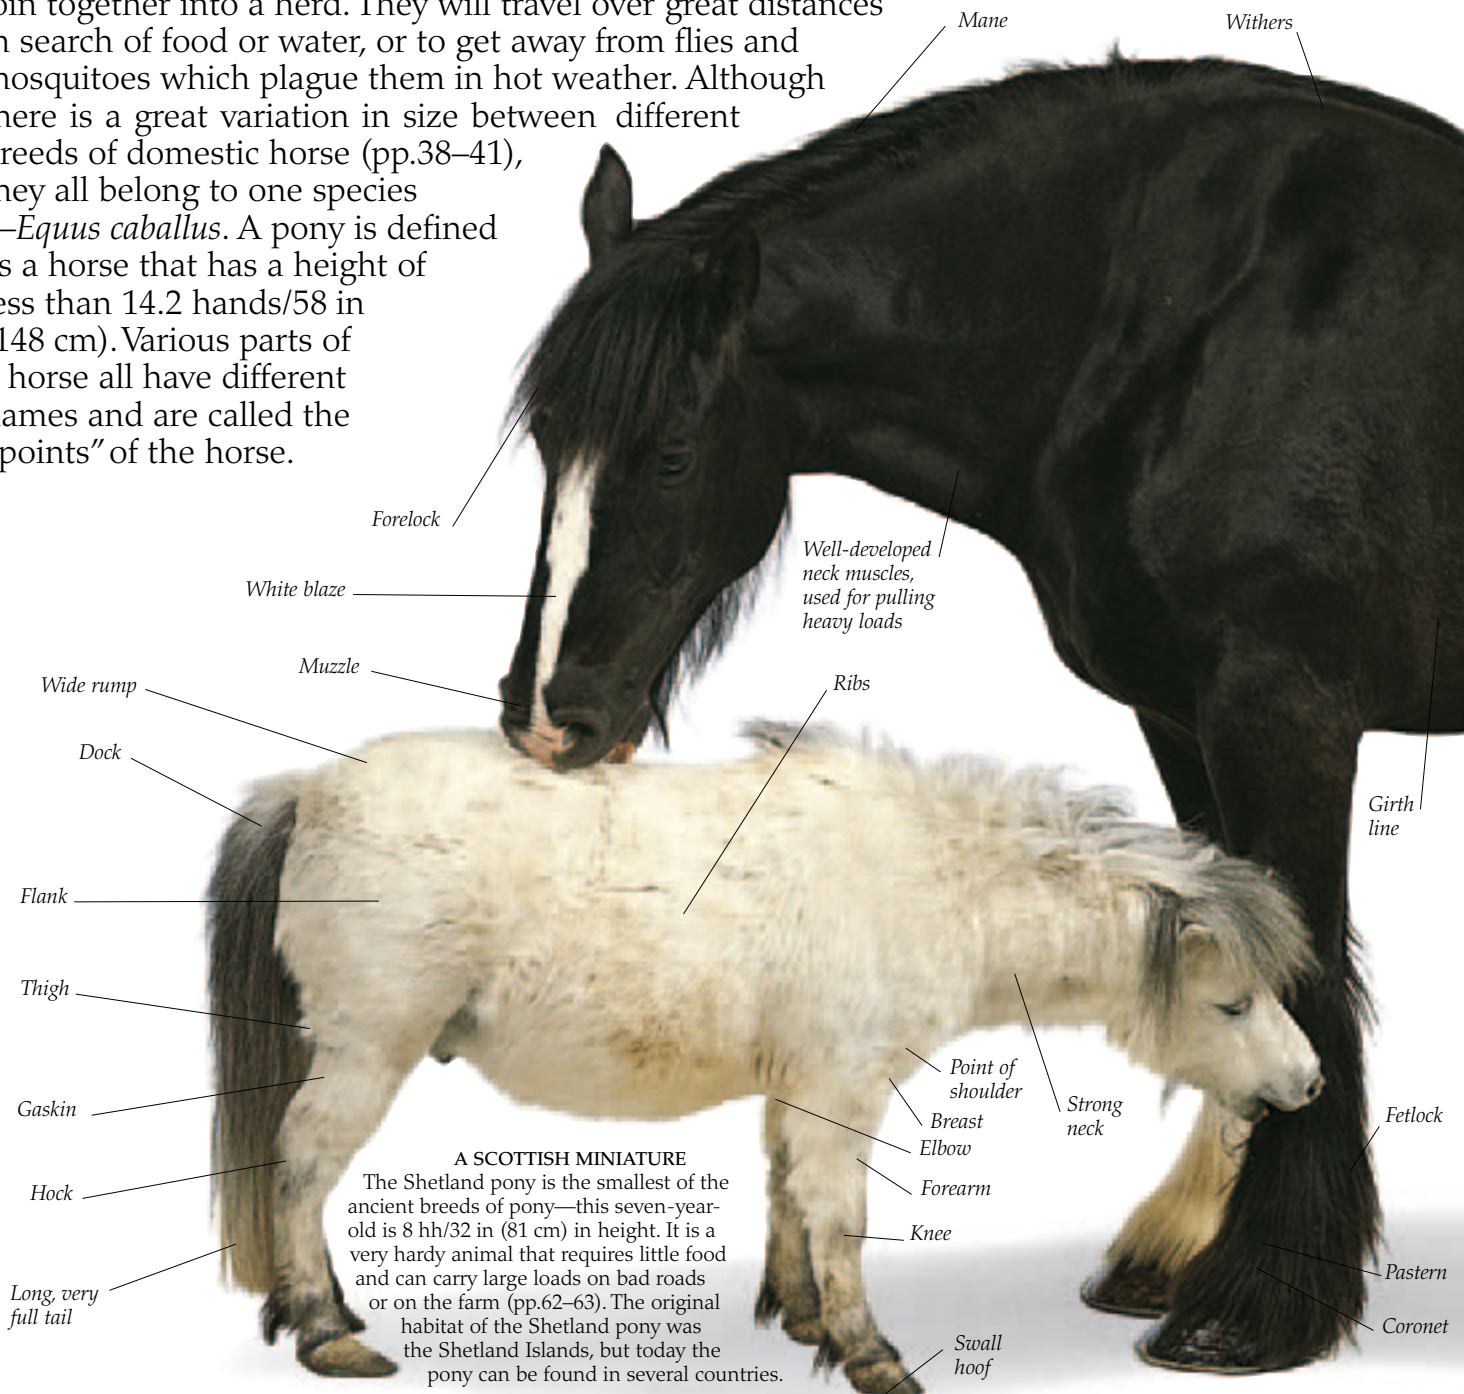 oin together into a herd. They will travel over great distances
n search of food or water, or to get away from flies and
nosquitoes which plague them in hot weather. Although
here is a great variation in size between different
reeds of domestic horse (pp.38–41),
hey all belong to one species
—Equus caballus. A pony is defined
s a horse that has a height of
ess than 14.2 hands/58 in
148 cm). Various parts of
horse all have different
ames and are called the
points” of the horse.
Mane
Withers
Forelock
White blaze
Well-developed
neck muscles,
used for pulling
heavy loads
Muzzle
Wide rump
Ribs
Dock
Girth
line
Flank
Thigh
Point of
shoulder
Strong
neck
Gaskin
Breast
Fetlock
Elbow
Hock
Forearm
Knee
Long, very
full tail
Pastern
Coronet
Swall
hoof
A SCOTTISH MINIATURE
The Shetland pony is the smallest of the
ancient breeds of pony—this seven-year-
old is 8 hh/32 in (81 cm) in height. It is a
very hardy animal that requires little food
and can carry large loads on bad roads
or on the farm (pp.62–63). The original
habitat of the Shetland pony was
the Shetland Islands, but today the
pony can be found in several countries.